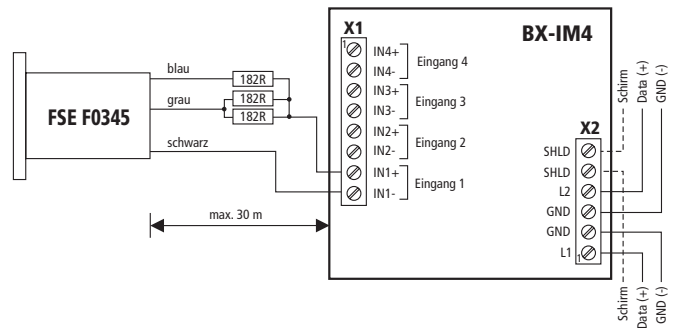 X1
BX-IM4
1
IN4+
IN4-
Eingang 4
IN3+
IN3-
Eingang 3
IN2+
IN2-
Eingang 2
IN1+
IN1-
Eingang 1
FSE F0345
blau
182R
grau
182R
182R
schwarz
max. 30 m
Schirm
Data (+)
GND (-)
X2
SHLD
SHLD
L2
GND
GND
L1
1
Schirm
Data (+)
GND (-)